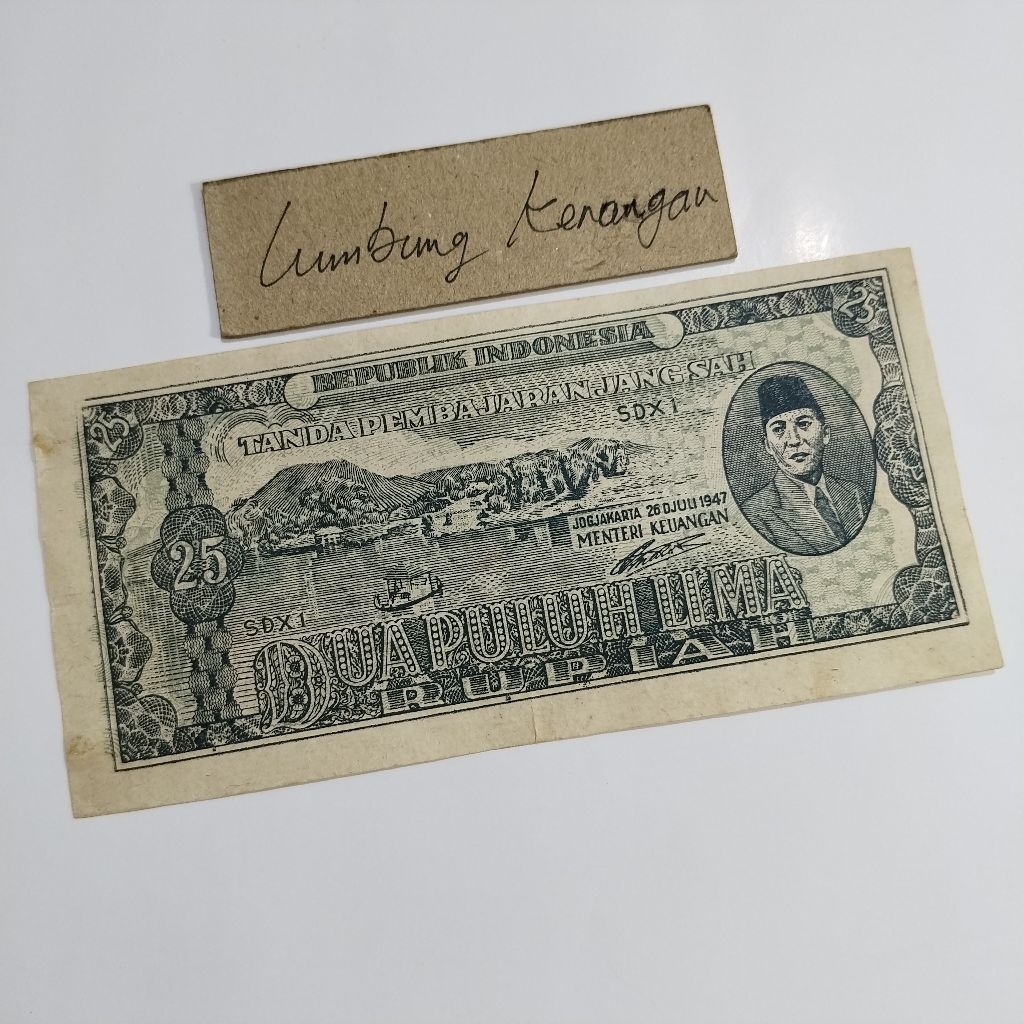 Lumbung Kenangan
REPUBLIK INDONESIA
TANDA PEMBAJARAN JANG SAH
25
25
SDX1
25
JOGJAKARTA 26 DJULI 1947
MENTERI KEUANGAN
SDX1
DUA PULUH LIMA
RUPIAH